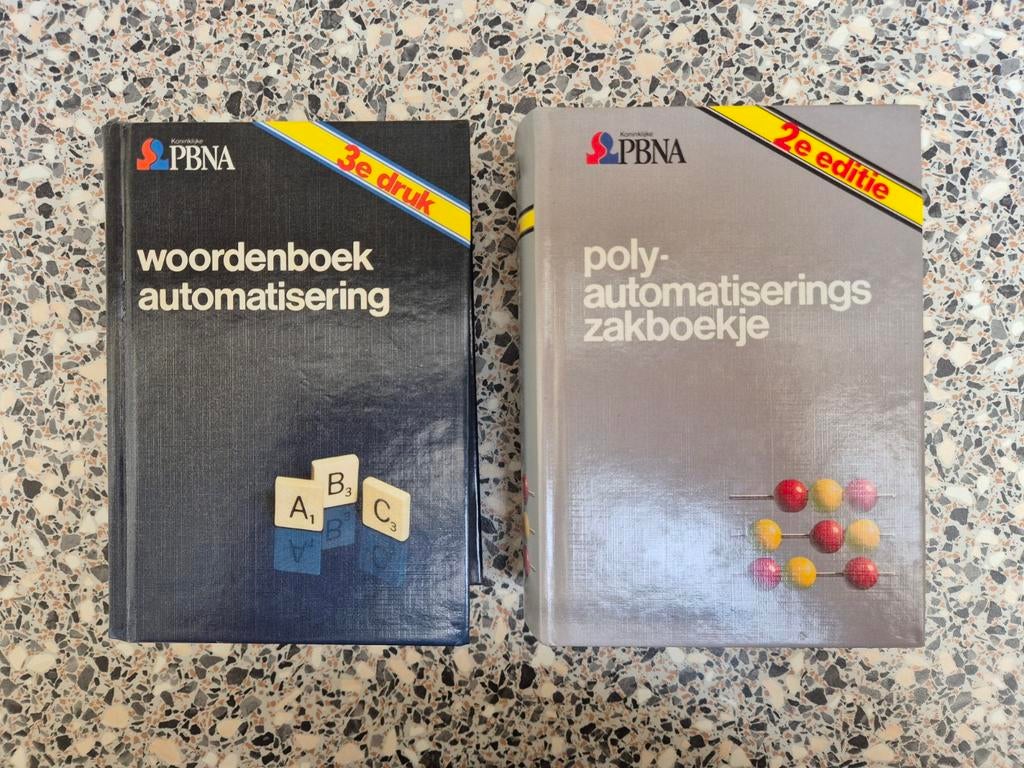 Koninklijke
PBNA
3e druk
woordenboek
automatisering
A1
B3
C3
Koninklijke
PBNA
2e editie
poly-
automatiserings
zakboekje